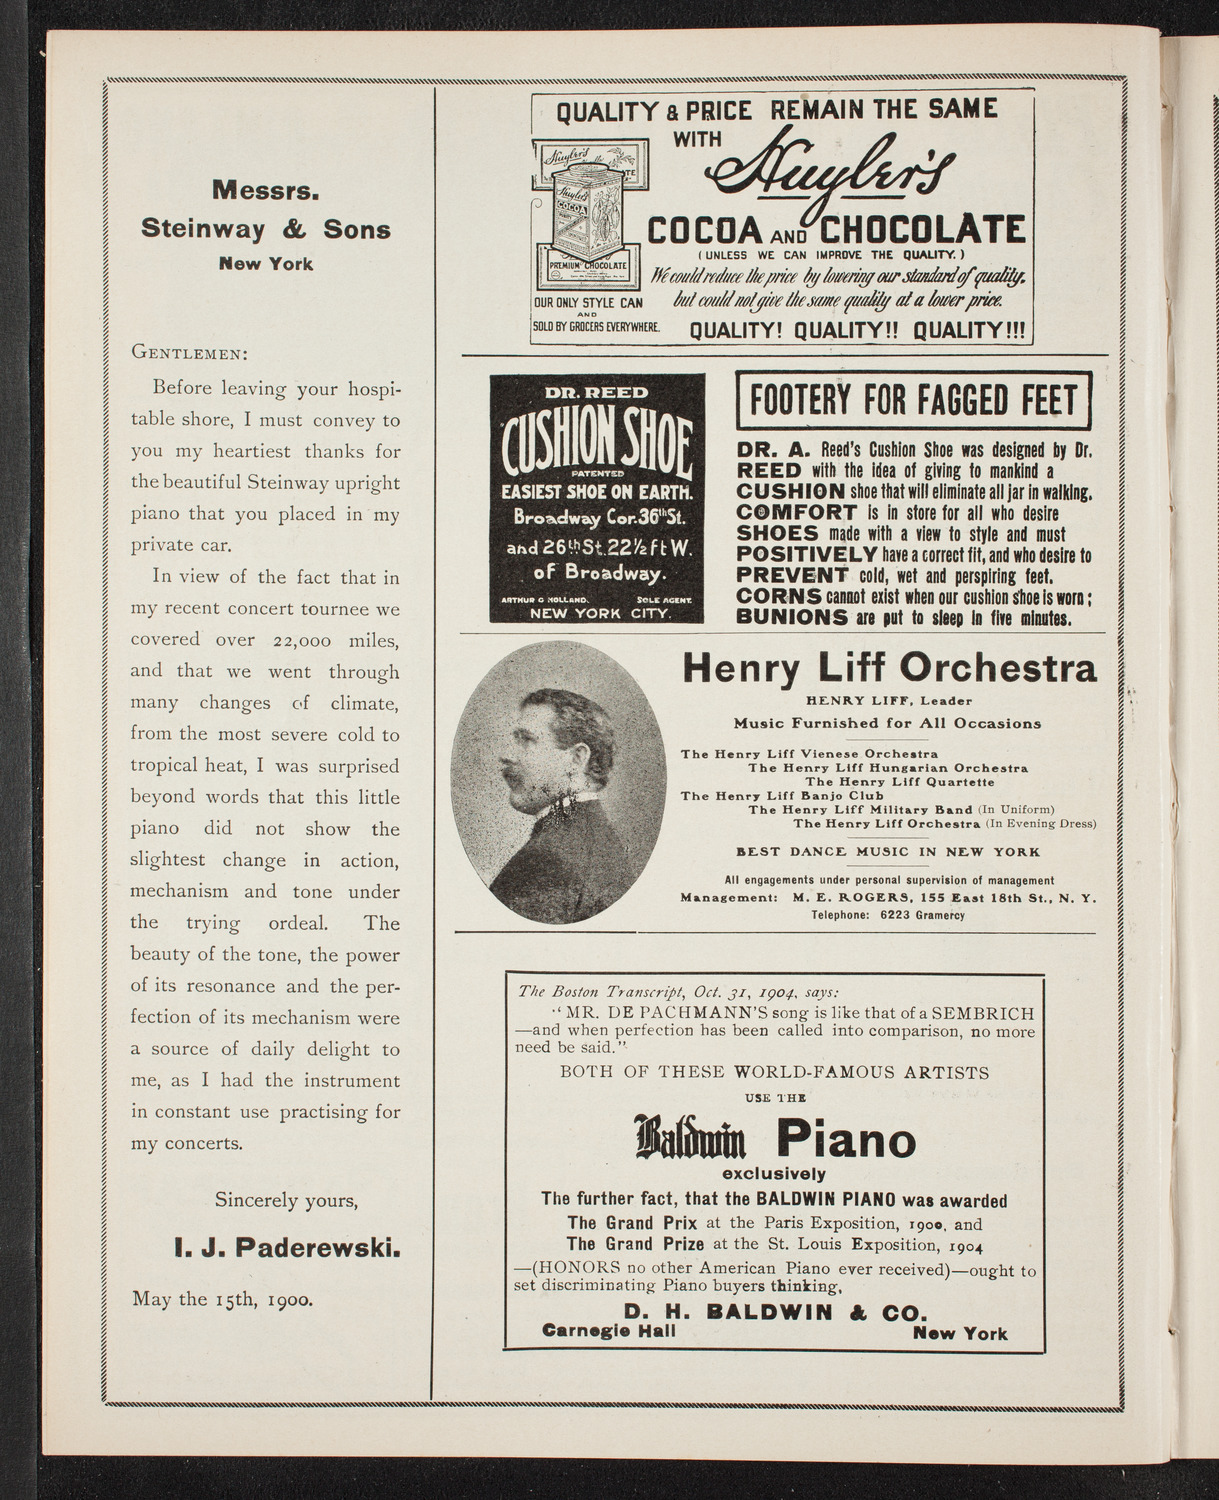 Messrs.
Steinway & Sons
New York
GENTLEMEN:
Before leaving your hospi-
table shore, I must convey to
you my heartiest thanks for
the beautiful Steinway upright
piano that you placed in my
private car.
In view of the fact that in
my recent concert tournee we
covered over 22,000 miles,
and that we went through
many changes of climate,
from the most severe cold to
tropical heat, I was surprised
beyond words that this little
piano did not show the
slightest change in action,
mechanism and tone under
the trying ordeal. The
beauty of the tone, the power
of its resonance and the per-
fection of its mechanism were
a source of daily delight to
me, as I had the instrument
in constant use practising for
my concerts.
Sincerely yours,
I. J. Paderewski.
May the 15th, 1900.
QUALITY & PRICE REMAIN THE SAME
WITH Huyler's
COCOA AND CHOCOLATE
(UNLESS WE CAN IMPROVE THE QUALITY.)
We could reduce the price by lowering our standard of quality,
but could not give the same quality at a lower price.
QUALITY! QUALITY!! QUALITY!!!
Huyler's
Huyler's
COCOA
PREMIUM CHOCOLATE
OUR ONLY STYLE CAN
AND
SOLD BY GROCERS EVERYWHERE.
DR. REED
CUSHION SHOE
PATENTED
EASIEST SHOE ON EARTH.
Broadway Cor. 36th St.
and 26th St. 22½ ft W.
of Broadway.
ARTHUR G HOLLAND. SOLE AGENT.
NEW YORK CITY.
FOOTERY FOR FAGGED FEET
DR. A. Reed's Cushion Shoe was designed by Dr.
REED with the idea of giving to mankind a
CUSHION shoe that will eliminate all jar in walking.
COMFORT is in store for all who desire
SHOES made with a view to style and must
POSITIVELY have a correct fit, and who desire to
PREVENT cold, wet and perspiring feet.
CORNS cannot exist when our cushion shoe is worn;
BUNIONS are put to sleep in five minutes.
Henry Liff Orchestra
HENRY LIFF, Leader
Music Furnished for All Occasions
The Henry Liff Vienese Orchestra
The Henry Liff Hungarian Orchestra
The Henry Liff Quartette
The Henry Liff Banjo Club
The Henry Liff Military Band (In Uniform)
The Henry Liff Orchestra (In Evening Dress)
BEST DANCE MUSIC IN NEW YORK
All engagements under personal supervision of management
Management: M. E. ROGERS, 155 East 18th St., N. Y.
Telephone: 6223 Gramercy
The Boston Transcript, Oct. 31, 1904, says:
"MR. DE PACHMANN'S song is like that of a SEMBRICH
—and when perfection has been called into comparison, no more
need be said."
BOTH OF THESE WORLD-FAMOUS ARTISTS
USE THE
Baldwin Piano
exclusively
The further fact, that the BALDWIN PIANO was awarded
The Grand Prix at the Paris Exposition, 1900, and
The Grand Prize at the St. Louis Exposition, 1904
—(HONORS no other American Piano ever received)—ought to
set discriminating Piano buyers thinking.
D. H. BALDWIN & CO.
Carnegie Hall New York